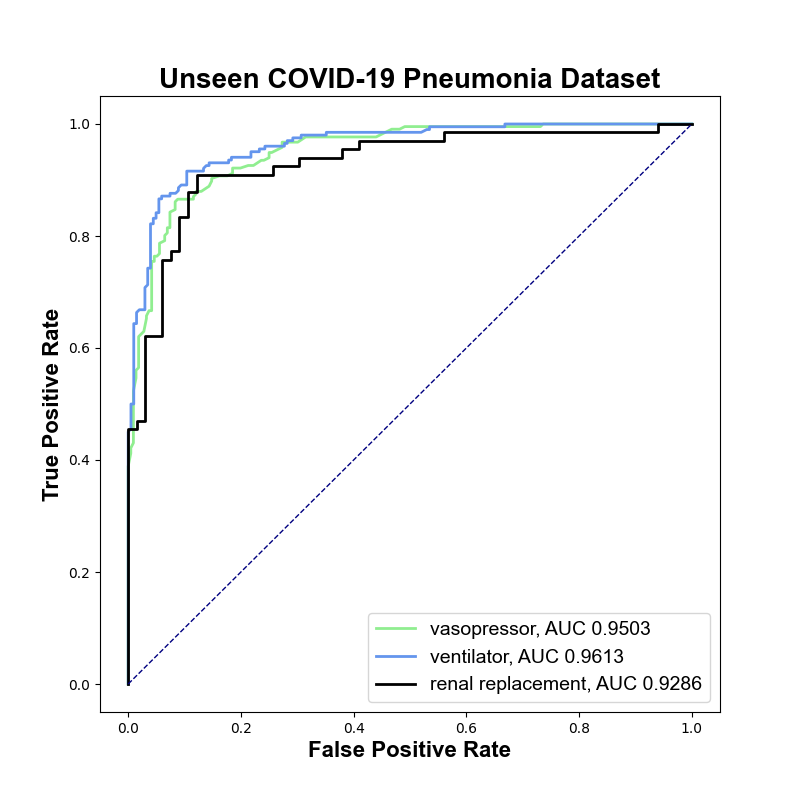 Unseen COVID-19 Pneumonia Dataset
True Positive Rate
1.0
0.8
0.6
0.4
0.2
0.0
vasopressor, AUC 0.9503
ventilator, AUC 0.9613
renal replacement, AUC 0.9286
0.0 0.2 0.4 0.6 0.8 1.0
False Positive Rate